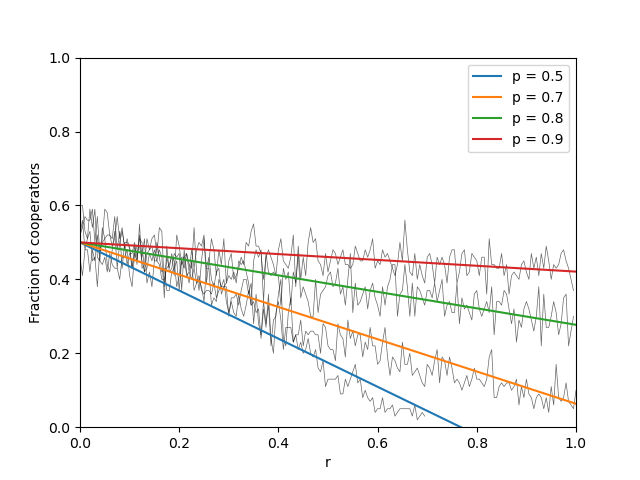 1.0
0.8
0.6
0.4
0.2
0.0
Fraction of cooperators
0.0 0.2 0.4 0.6 0.8 1.0
r
p = 0.5
p = 0.7
p = 0.8
p = 0.9